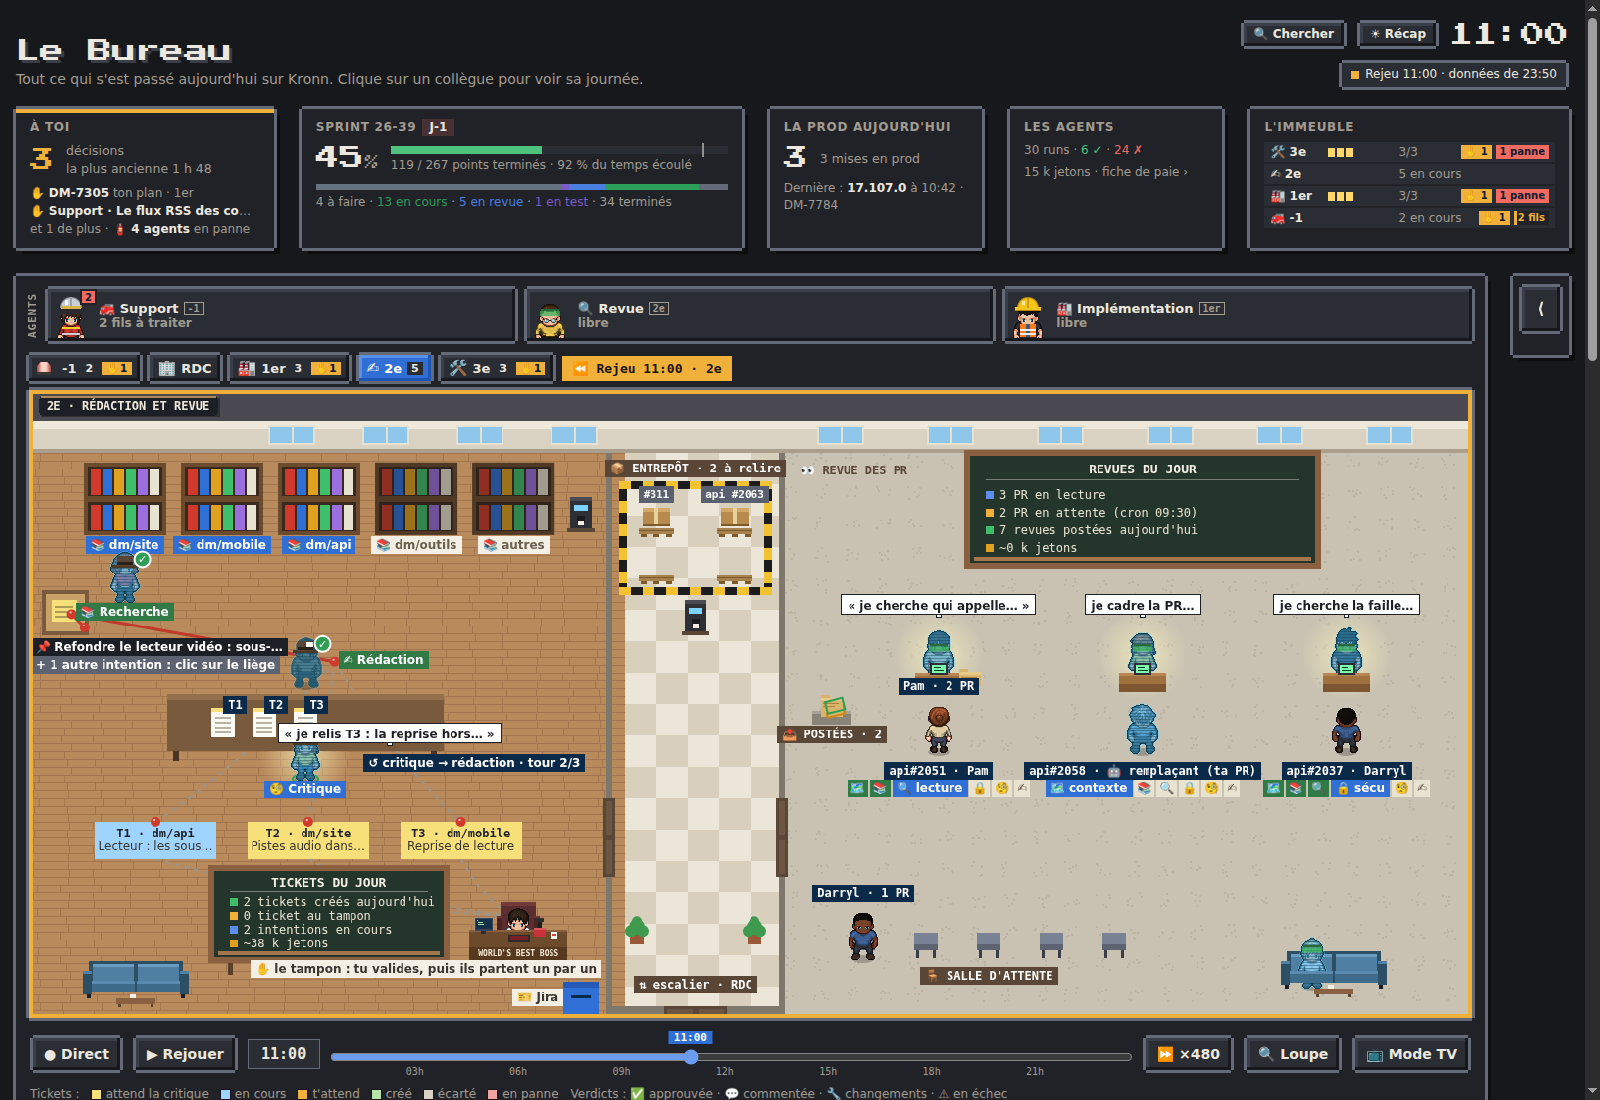 Le Bureau
Tout ce qui s'est passé aujourd'hui sur Kronn. Clique sur un collègue pour voir sa journée.
🔍 Chercher
☀ Récap
11:00
Rejeu 11:00 · données de 23:50
À TOI
3 décisions
la plus ancienne 1 h 48
✋ DM-7305 ton plan · 1er
✋ Support · Le flux RSS des co...
et 1 de plus · 🧯 4 agents en panne
SPRINT 26-39 J-1
45% 119 / 267 points terminés · 92 % du temps écoulé
4 à faire · 13 en cours · 5 en revue · 1 en test · 34 terminés
LA PROD AUJOURD'HUI
3 3 mises en prod
Dernière : 17.107.0 à 10:42 ·
DM-7784
LES AGENTS
30 runs · 6 ✓ · 24 ✗
15 k jetons · fiche de paie ›
L'IMMEUBLE
🛠️ 3e 3/3 ✋ 1 1 panne
✍ 2e 5 en cours
🏭 1er 3/3 ✋ 1 1 panne
🚒 -1 2 en cours ✋ 1 2 fils
AGENTS
2
🚒 Support -1
2 fils à traiter
🔍 Revue 2e
libre
🏭 Implémentation 1er
libre
-1 2 ✋ 1
🏢 RDC
🏭 1er 3 ✋ 1
✍ 2e 5
🛠️ 3e 3 ✋ 1
⏪ Rejeu 11:00 · 2e
2E · RÉDACTION ET REVUE
📦 ENTREPÔT · 2 à relire
#311
api #2063
👀 REVUE DES PR
REVUES DU JOUR
3 PR en lecture
2 PR en attente (cron 09:30)
7 revues postées aujourd'hui
~0 k jetons
📚 dm/site
📚 dm/mobile
📚 dm/api
📚 dm/outils
📚 autres
📚 Recherche
📌 Refondre le lecteur vidéo : sous-...
+ 1 autre intention : clic sur le liège
✍ Rédaction
T1
T2
T3
« je relis T3 : la reprise hors... »
↺ critique → rédaction · tour 2/3
🧐 Critique
« je cherche qui appelle... »
je cadre la PR...
je cherche la faille...
Pam · 2 PR
📤 POSTÉES · 2
api#2051 · Pam
api#2058 · 🤖 remplaçant (ta PR)
api#2037 · Darryl
🔍 lecture
🗺️ contexte
🔒 sécu
T1 · dm/api
Lecteur : les sous ..
T2 · dm/site
Pistes audio dans...
T3 · dm/mobile
Reprise de lecture
TICKETS DU JOUR
2 tickets créés aujourd'hui
0 ticket au tampon
2 intentions en cours
~38 k jetons
WORLD'S BEST BOSS
✋ le tampon : tu valides, puis ils partent un par un
🎫 Jira
⇅ escalier · RDC
Darryl · 1 PR
🪑 SALLE D'ATTENTE
● Direct
▶ Rejouer
11:00
11:00
03h 06h 09h 12h 15h 18h 21h
⏩ ×480
🔍 Loupe
📺 Mode TV
Tickets : attend la critique en cours t'attend créé écarté en panne Verdicts : ✅ approuvée · 💬 commentée · 🔧 changements · ⚠ en échec